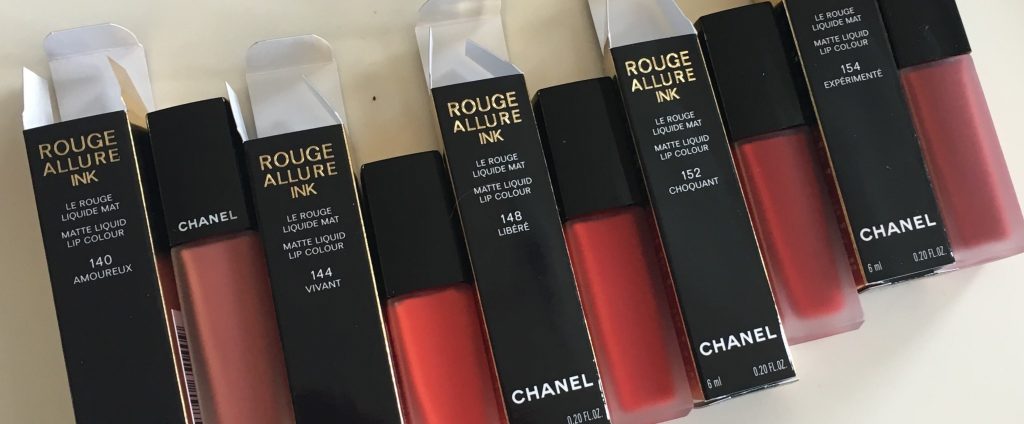 ROUGE
ALLURE
INK
LE ROUGE
LIQUIDE MAT
MATTE LIQUID
LIP COLOUR
140
AMOUREUX
CHANEL
ROUGE
ALLURE
INK
LE ROUGE
LIQUIDE MAT
MATTE LIQUID
LIP COLOUR
144
VIVANT
ROUGE
ALLURE
INK
LE ROUGE
LIQUIDE MAT
MATTE LIQUID
LIP COLOUR
148
LIBÉRÉ
CHANEL
0.20 FL.OZ.
ROUGE
ALLURE
INK
LE ROUGE
LIQUIDE MAT
MATTE LIQUID
LIP COLOUR
152
CHOQUANT
CHANEL
6 ml 0.20 FL.OZ.
LE ROUGE
LIQUIDE MAT
MATTE LIQUID
LIP COLOUR
154
EXPÉRIMENTÉ
CHANEL
6 ml 0.20 FL.OZ.